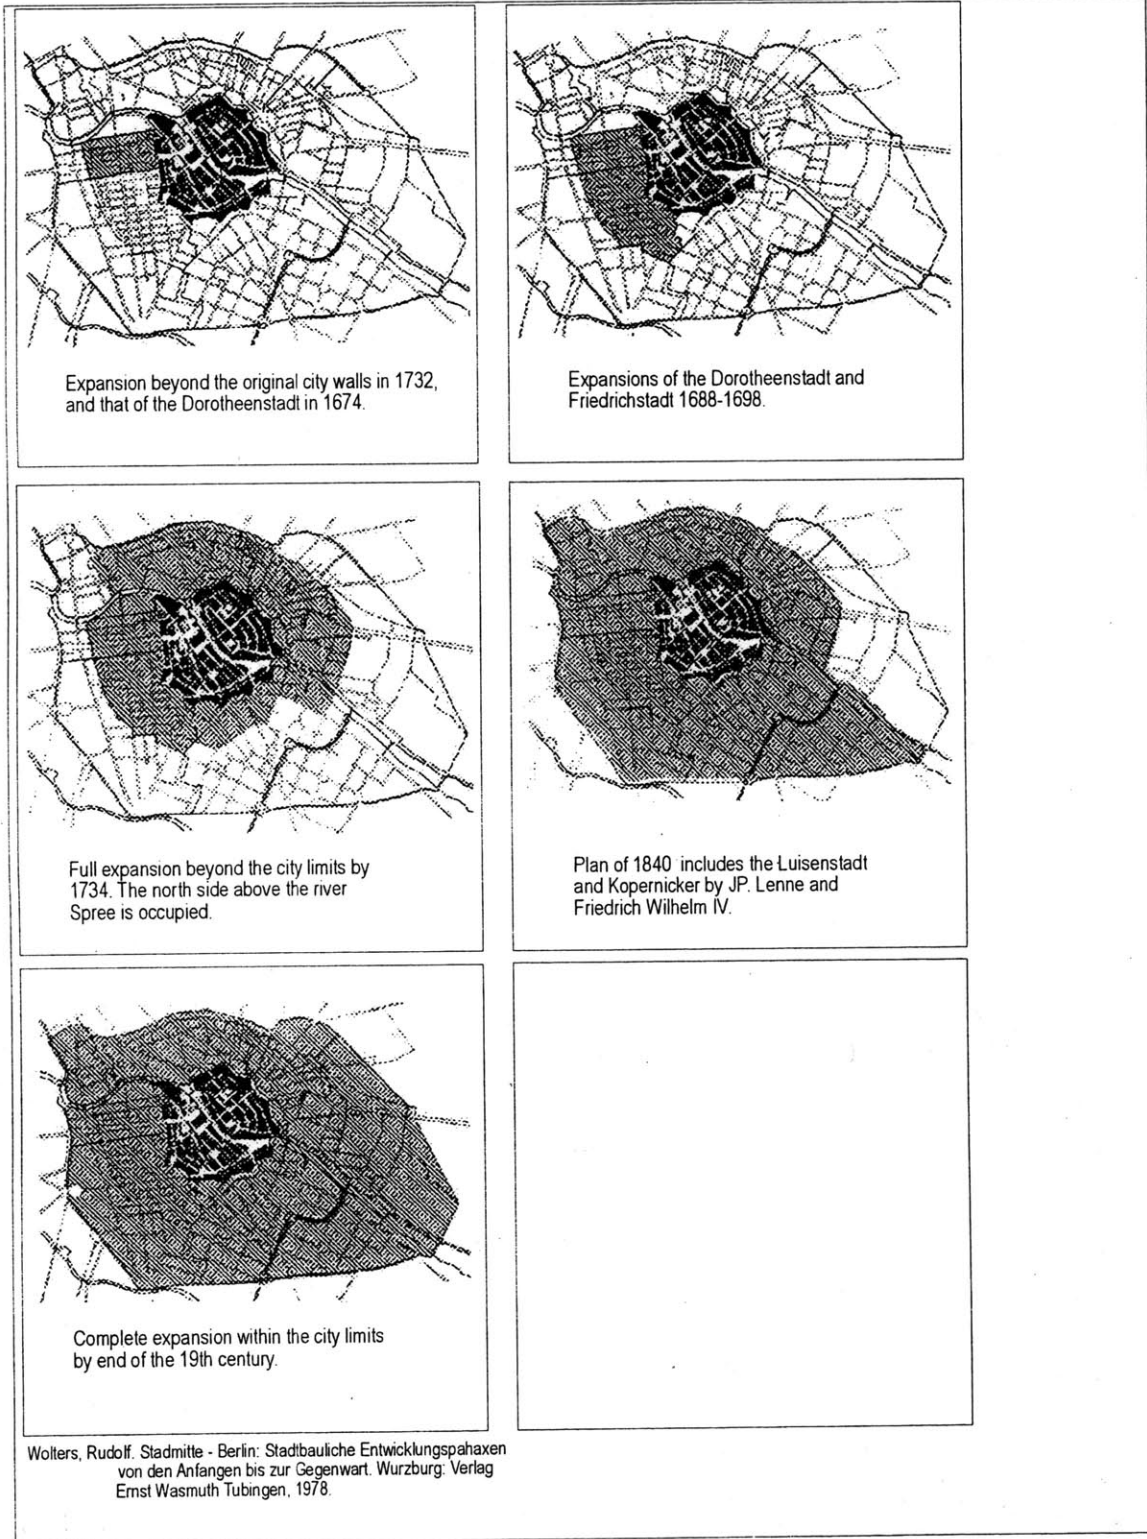 Expansion beyond the original city walls in 1732,
and that of the Dorotheenstadt in 1674.
Expansions of the Dorotheenstadt and
Friedrichstadt 1688-1698.
Full expansion beyond the city limits by
1734. The north side above the river
Spree is occupied.
Plan of 1840 includes the Luisenstadt
and Kopernicker by JP. Lenne and
Friedrich Wilhelm IV.
Complete expansion within the city limits
by end of the 19th century.
Wolters, Rudolf. Stadmitte - Berlin: Stadtbauliche Entwicklungspahaxen
von den Anfangen bis zur Gegenwart. Wurzburg: Verlag
Ernst Wasmuth Tubingen, 1978.